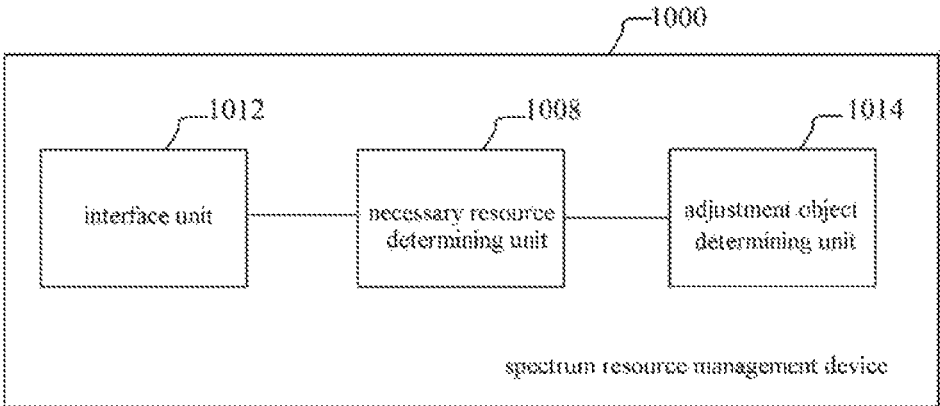 1000
1012
1008
1014
interface unit
necessary resource
determining unit
adjustment object
determining unit
spectrum resource management device